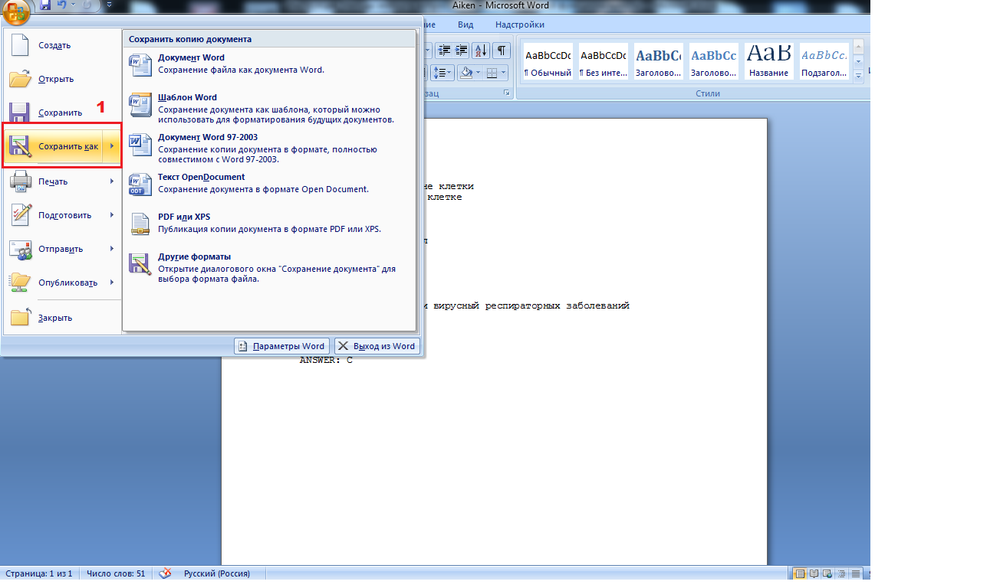 Aiken - Microsoft Word
Вид
Надстройки
Создать
Открыть
Сохранить
1
Сохранить как
Печать
Подготовить
Отправить
Опубликовать
Закрыть
Сохранить копию документа
Документ Word
Сохранение файла как документа Word.
Шаблон Word
Сохранение документа как шаблона, который можно
использовать для форматирования будущих документов.
Документ Word 97-2003
Сохранение копии документа в формате, полностью
совместимом с Word 97-2003.
Текст OpenDocument
Сохранение документа в формате Open Document.
PDF или XPS
Публикация копии документа в формате PDF или XPS.
Другие форматы
Открытие диалогового окна "Сохранение документа" для
выбора формата файла.
Параметры Word
Выход из Word
AaBbCcDc
AaBbCcDc
AaBbC
AaBbCc
AaB
AaBbCc.
¶ Обычный
¶ Без инте...
Заголово...
Заголово...
Название
Подзагол...
Стили
клетки
клетке
и вирусный респираторных заболеваний
ANSWER: C
Страница: 1 из 1
Число слов: 51
Русский (Россия)